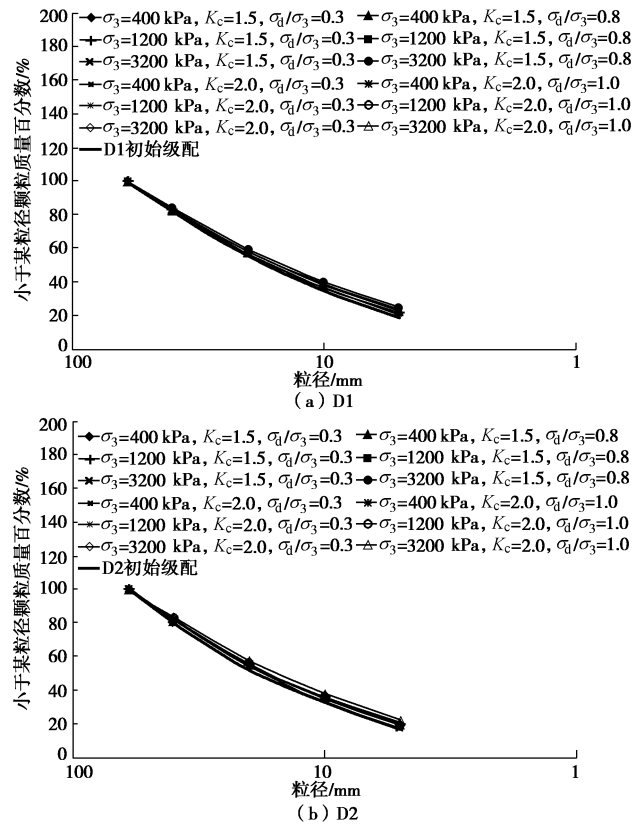 200
180
160
140
120
100
80
60
40
20
0
小于某粒径颗粒质量百分数/%
σ3=400 kPa, Kc=1.5, σd/σ3=0.3 σ3=400 kPa, Kc=1.5, σd/σ3=0.8
σ3=1200 kPa, Kc=1.5, σd/σ3=0.3 σ3=1200 kPa, Kc=1.5, σd/σ3=0.8
σ3=3200 kPa, Kc=1.5, σd/σ3=0.3 σ3=3200 kPa, Kc=1.5, σd/σ3=0.8
σ3=400 kPa, Kc=2.0, σd/σ3=0.3 σ3=400 kPa, Kc=2.0, σd/σ3=1.0
σ3=1200 kPa, Kc=2.0, σd/σ3=0.3 σ3=1200 kPa, Kc=2.0, σd/σ3=1.0
σ3=3200 kPa, Kc=2.0, σd/σ3=0.3 σ3=3200 kPa, Kc=2.0, σd/σ3=1.0
D1初始级配
100 10 1
粒径/mm
(a) D1
200
180
160
140
120
100
80
60
40
20
0
小于某粒径颗粒质量百分数/%
σ3=400 kPa, Kc=1.5, σd/σ3=0.3 σ3=400 kPa, Kc=1.5, σd/σ3=0.8
σ3=1200 kPa, Kc=1.5, σd/σ3=0.3 σ3=1200 kPa, Kc=1.5, σd/σ3=0.8
σ3=3200 kPa, Kc=1.5, σd/σ3=0.3 σ3=3200 kPa, Kc=1.5, σd/σ3=0.8
σ3=400 kPa, Kc=2.0, σd/σ3=0.3 σ3=400 kPa, Kc=2.0, σd/σ3=1.0
σ3=1200 kPa, Kc=2.0, σd/σ3=0.3 σ3=1200 kPa, Kc=2.0, σd/σ3=1.0
σ3=3200 kPa, Kc=2.0, σd/σ3=0.3 σ3=3200 kPa, Kc=2.0, σd/σ3=1.0
D2初始级配
100 10 1
粒径/mm
(b) D2